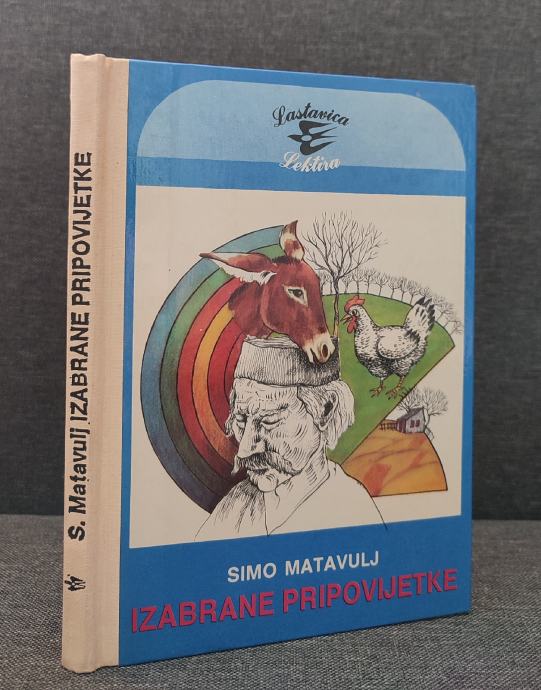 Lastavica
Lektira
SIMO MATAVULJ
IZABRANE PRIPOVIJETKE
S. Matavulj IZABRANE PRIPOVIJETKE